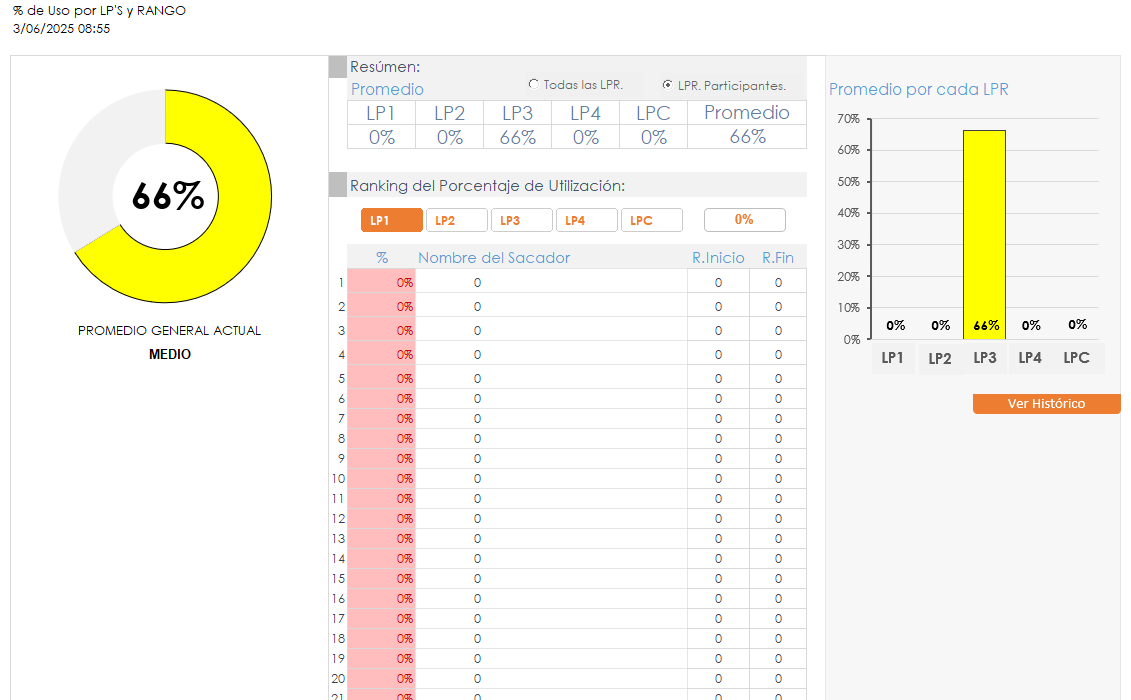 % de Uso por LP'S y RANGO
3/06/2025 08:55
66%
PROMEDIO GENERAL ACTUAL
MEDIO
Resúmen:
Promedio
Todas las LPR.
LPR. Participantes.
LP1 LP2 LP3 LP4 LPC Promedio
0% 0% 66% 0% 0% 66%
Ranking del Porcentaje de Utilización:
LP1 LP2 LP3 LP4 LPC 0%
% Nombre del Sacador R.Inicio R.Fin
1 0% 0 0 0
2 0% 0 0 0
3 0% 0 0 0
4 0% 0 0 0
5 0% 0 0 0
6 0% 0 0 0
7 0% 0 0 0
8 0% 0 0 0
9 0% 0 0 0
10 0% 0 0 0
11 0% 0 0 0
12 0% 0 0 0
13 0% 0 0 0
14 0% 0 0 0
15 0% 0 0 0
16 0% 0 0 0
17 0% 0 0 0
18 0% 0 0 0
19 0% 0 0 0
20 0% 0 0 0
21 0% 0 0 0
Promedio por cada LPR
70%
60%
50%
40%
30%
20%
10%
0%
0% 0% 66% 0% 0%
LP1 LP2 LP3 LP4 LPC
Ver Histórico